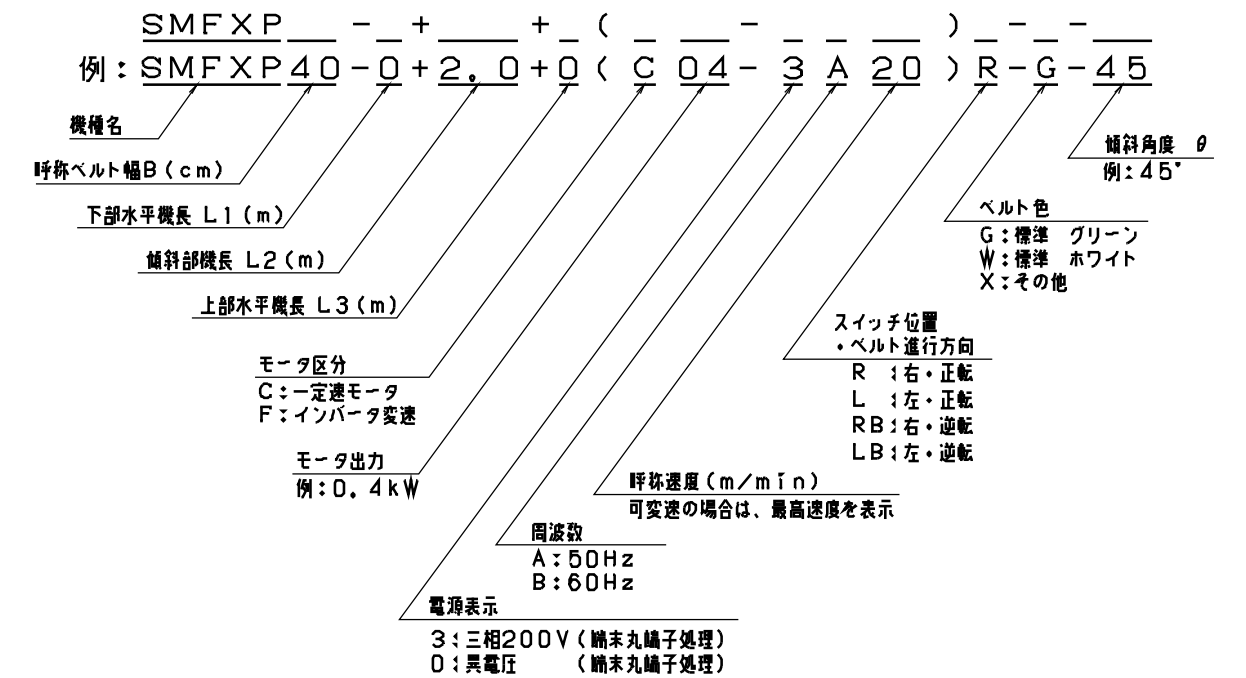 SMFXP__ - _ + __ + _ ( _ __ - _ _ __ ) _ - _ - __
例:SMFXP40-0+2.0+0(C04-3A20)R-G-45
機種名
呼称ベルト幅B(cm)
下部水平機長 L1(m)
傾斜部機長 L2(m)
上部水平機長 L3(m)
モータ区分
C:一定速モータ
F:インバータ変速
モータ出力
例:0.4kW
電源表示
3:三相200V(端末丸端子処理)
0:異電圧 (端末丸端子処理)
周波数
A:50Hz
B:60Hz
呼称速度(m/min)
可変速の場合は、最高速度を表示
スイッチ位置
・ベルト進行方向
R :右・正転
L :左・正転
RB:右・逆転
LB:左・逆転
ベルト色
G:標準 グリーン
W:標準 ホワイト
X:その他
傾斜角度 θ
例:45°